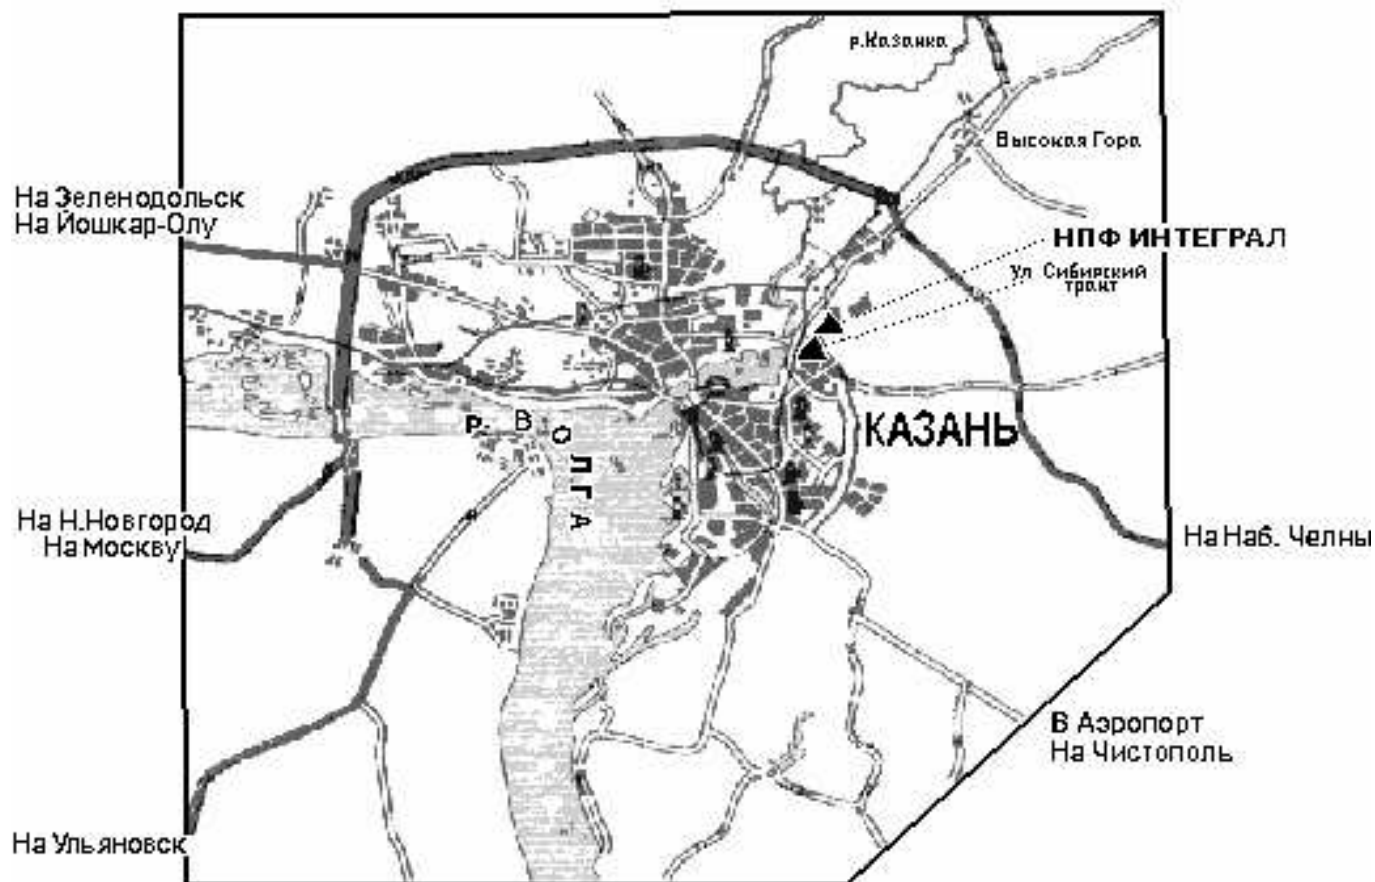 р.Казанка
Высокая Гора
На Зеленодольск
На Йошкар-Олу
НПФ ИНТЕГРАЛ
ул. Сибирский
тракт
Р. ВОЛГА
КАЗАНЬ
На Н.Новгород
На Москву
На Наб. Челны
В Аэропорт
На Чистополь
На Ульяновск